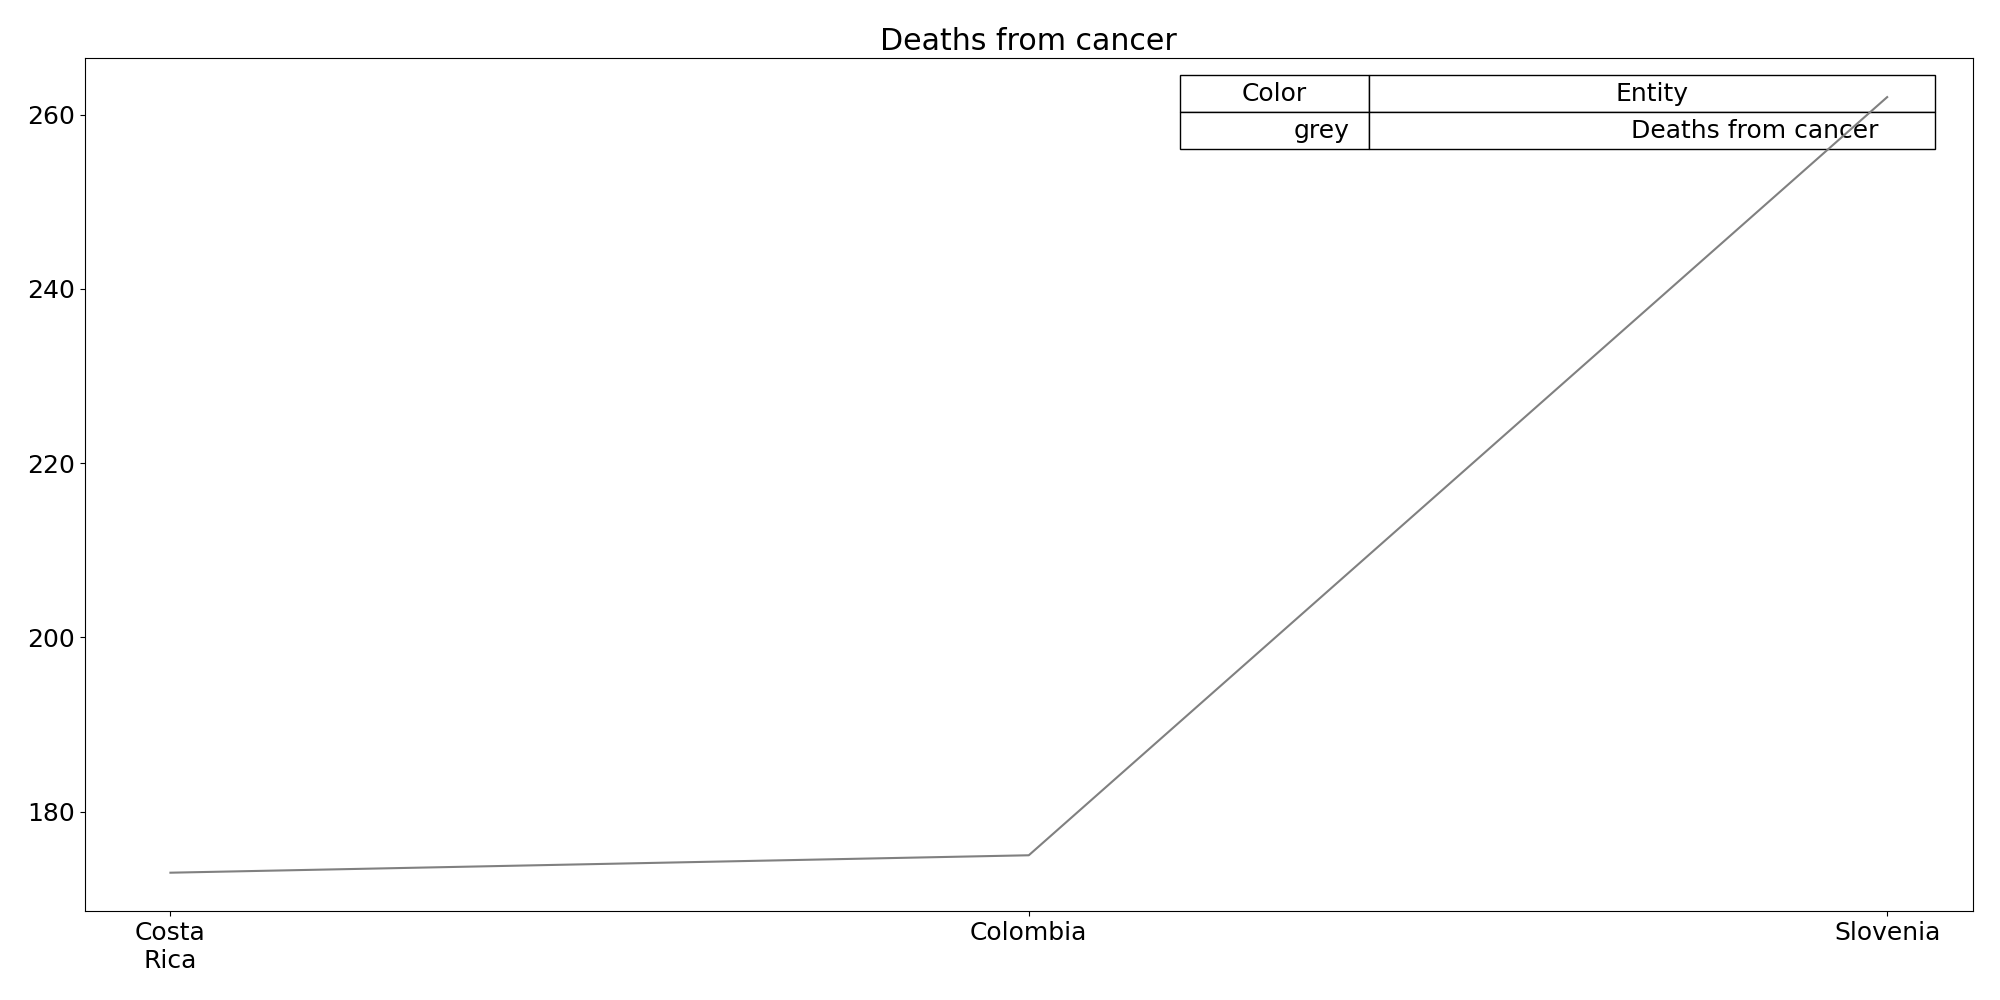 Deaths from cancer
Color Entity
grey Deaths from cancer
260
240
220
200
180
Costa
Rica
Colombia
Slovenia